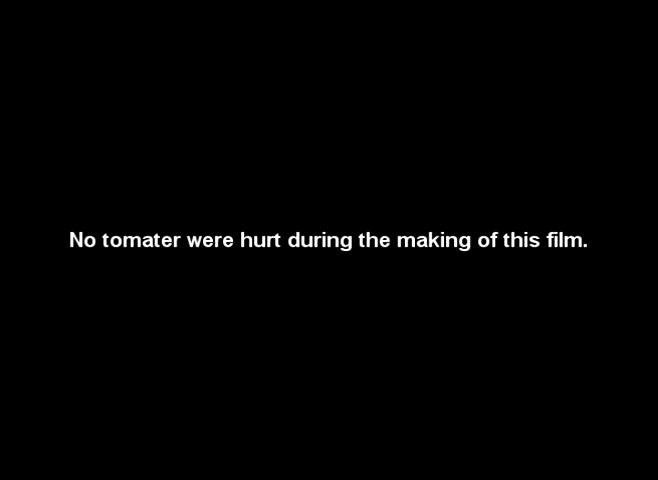 No tomater were hurt during the making of this film.